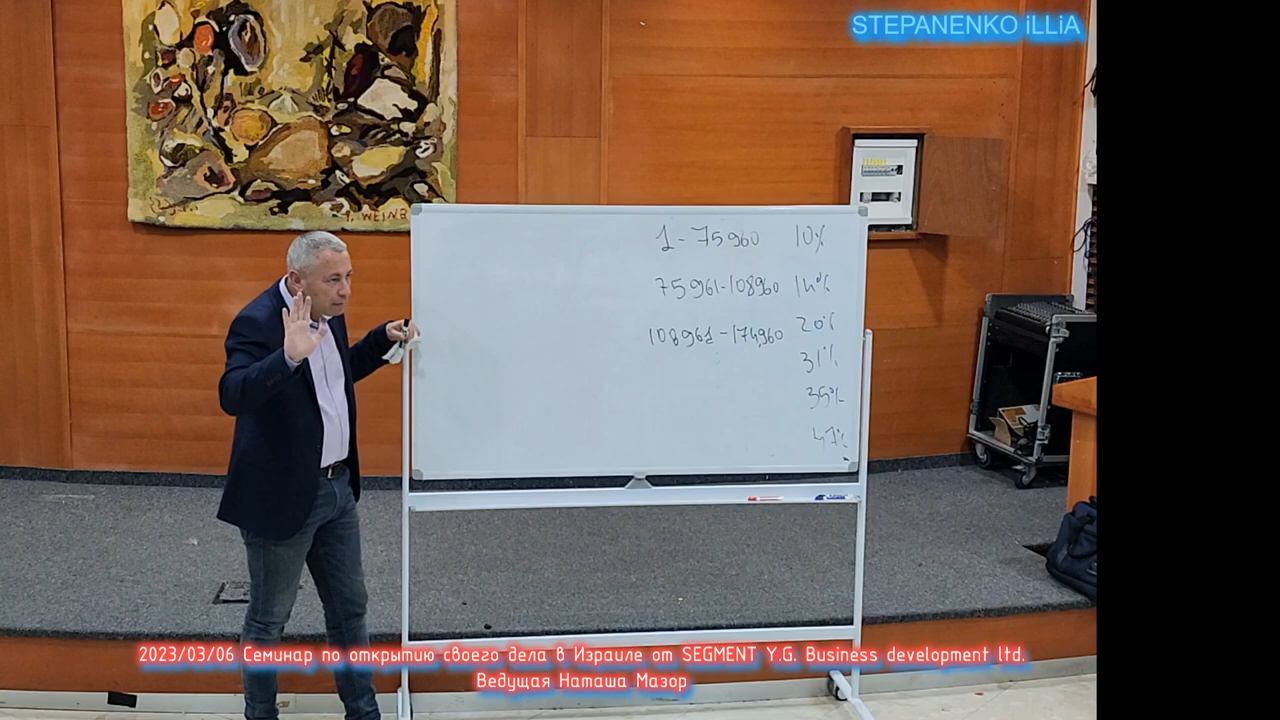 STEPANENKO iLLiA
Y. WEINB
1 - 75960 10%
75961-108960 14%
108961 - 174960 20%
31%
35%
47%
2023/03/06 Семинар по открытию своего дела в Израиле от SEGMENT Y.G. Business development ltd.
Ведущая Наташа Мазор